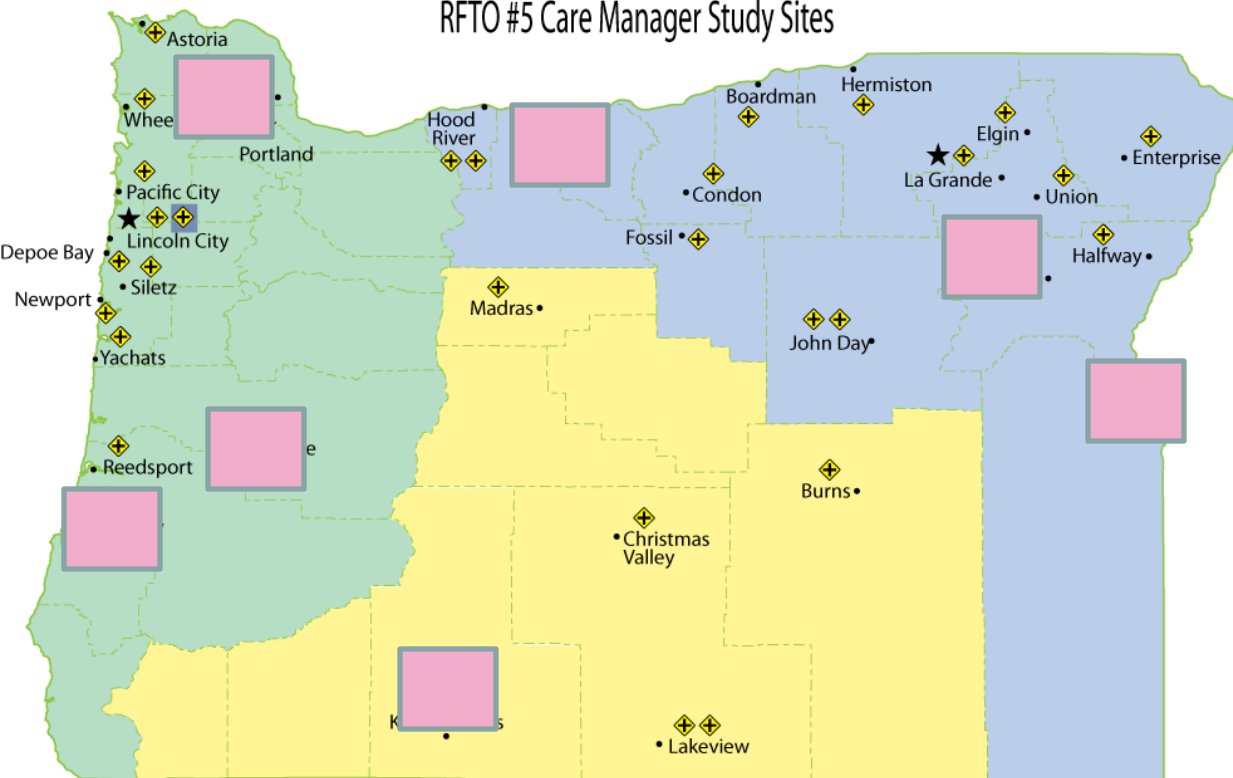 RFTO #5 Care Manager Study Sites
Astoria
Hermiston
Boardman
Hood
River
Elgin
Enterprise
Portland
La Grande
Pacific City
Condon
Union
Fossil
Lincoln City
Depoe Bay
Halfway
Siletz
Newport
Madras
John Day
Yachats
Reedsport
Burns
Christmas
Valley
Lakeview